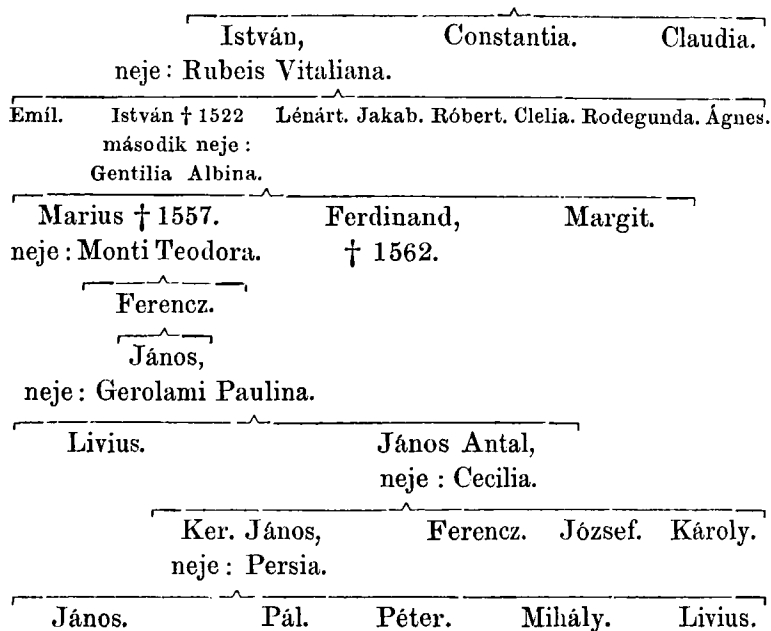 István, Constantia. Claudia.
neje: Rubeis Vitaliana.
Emíl. István † 1522 Lénárt. Jakab. Róbert. Clelia. Rodegunda. Ágnes.
második neje:
Gentilia Albina.
Marius † 1557. Ferdinand, Margit.
neje: Monti Teodora. † 1562.
Ferencz.
János,
neje: Gerolami Paulina.
Livius. János Antal,
neje: Cecilia.
Ker. János, Ferencz. József. Károly.
neje: Persia.
János. Pál. Péter. Mihály. Livius.